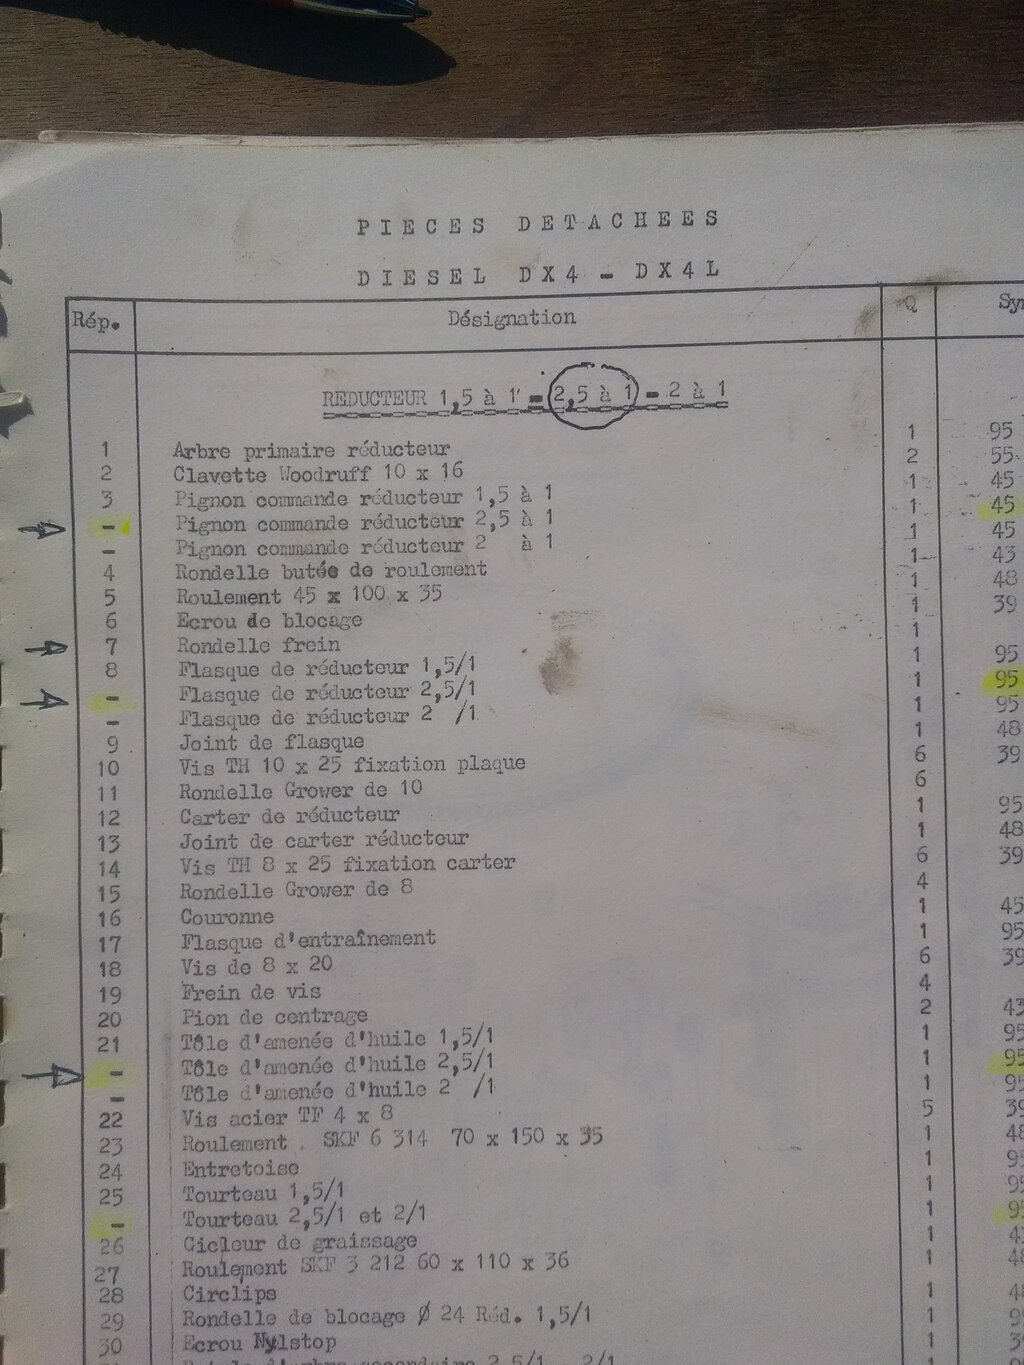 PIECES DETACHEES
DIESEL DX4 - DX4L
Rép. Désignation Q
REDUCTEUR 1,5 à 1 - 2,5 à 1 - 2 à 1
1 Arbre primaire réducteur 1 95
2 Clavette Woodruff 10 x 16 2 55
3 Pignon commande réducteur 1,5 à 1 1 45
- Pignon commande réducteur 2,5 à 1 1 45
- Pignon commande réducteur 2 à 1 1 45
4 Rondelle butée de roulement 1 43
5 Roulement 45 x 100 x 35 1 48
6 Ecrou de blocage 1 39
7 Rondelle frein 1
8 Flasque de réducteur 1,5/1 1 95
- Flasque de réducteur 2,5/1 1 95
- Flasque de réducteur 2 /1 1 95
9 Joint de flasque 1 48
10 Vis TH 10 x 25 fixation plaque 6 39
11 Rondelle Grower de 10 6
12 Carter de réducteur 1 95
13 Joint de carter réducteur 1 48
14 Vis TH 8 x 25 fixation carter 6 39
15 Rondelle Grower de 8 4
16 Couronne 1 45
17 Flasque d'entraînement 1 95
18 Vis de 8 x 20 6 39
19 Frein de vis 4
20 Pion de centrage 2 43
21 Tôle d'amenée d'huile 1,5/1 1 95
- Tôle d'amenée d'huile 2,5/1 1 95
- Tôle d'amenée d'huile 2 /1 1 95
22 Vis acier TF 4 x 8 5 39
23 Roulement . SKF 6 314 70 x 150 x 35 1
24 Entretoise 1
25 Tourteau 1,5/1 1
- Tourteau 2,5/1 et 2/1 1
26 Gicleur de graissage 1
27 Roulement SKF 3 212 60 x 110 x 36 1
28 Circlips 1
29 Rondelle de blocage Ø 24 Réd. 1,5/1 1
30 Ecrou Nylstop 1